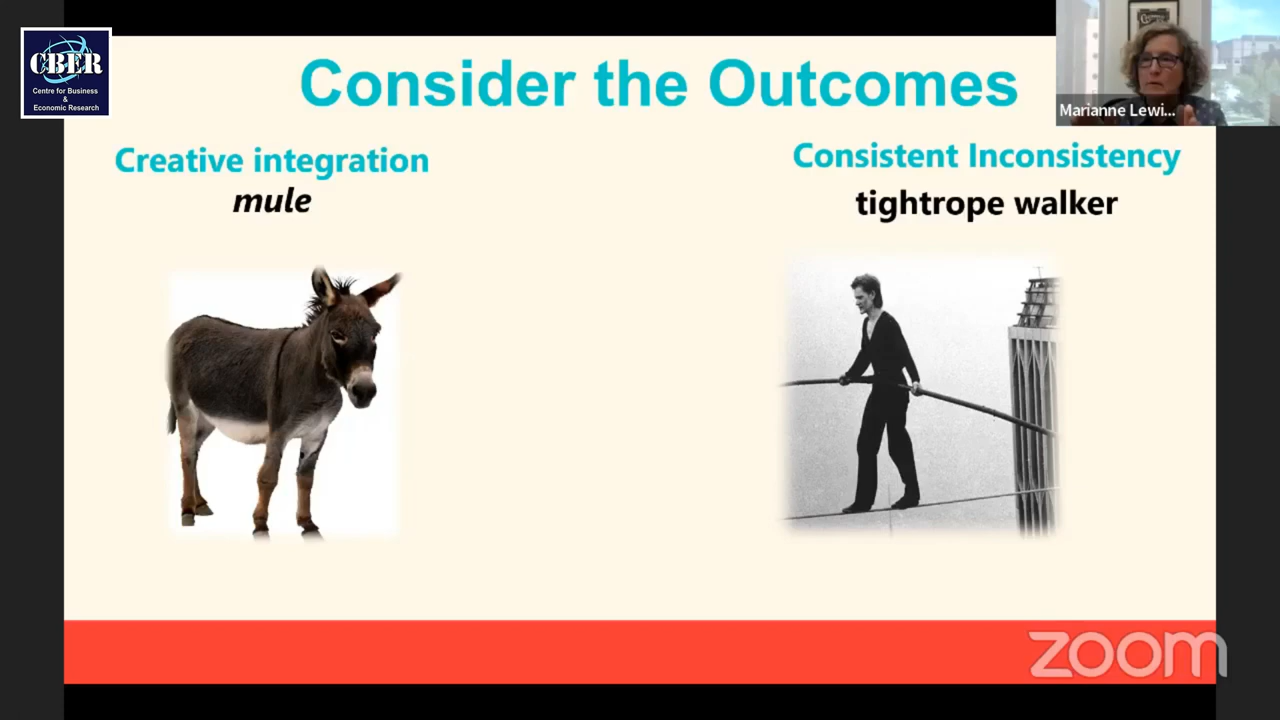 CBER
Centre for Business
&
Economic Research
Consider the Outcomes
Marianne Lewi...
Creative integration
mule
Consistent Inconsistency
tightrope walker
zoom